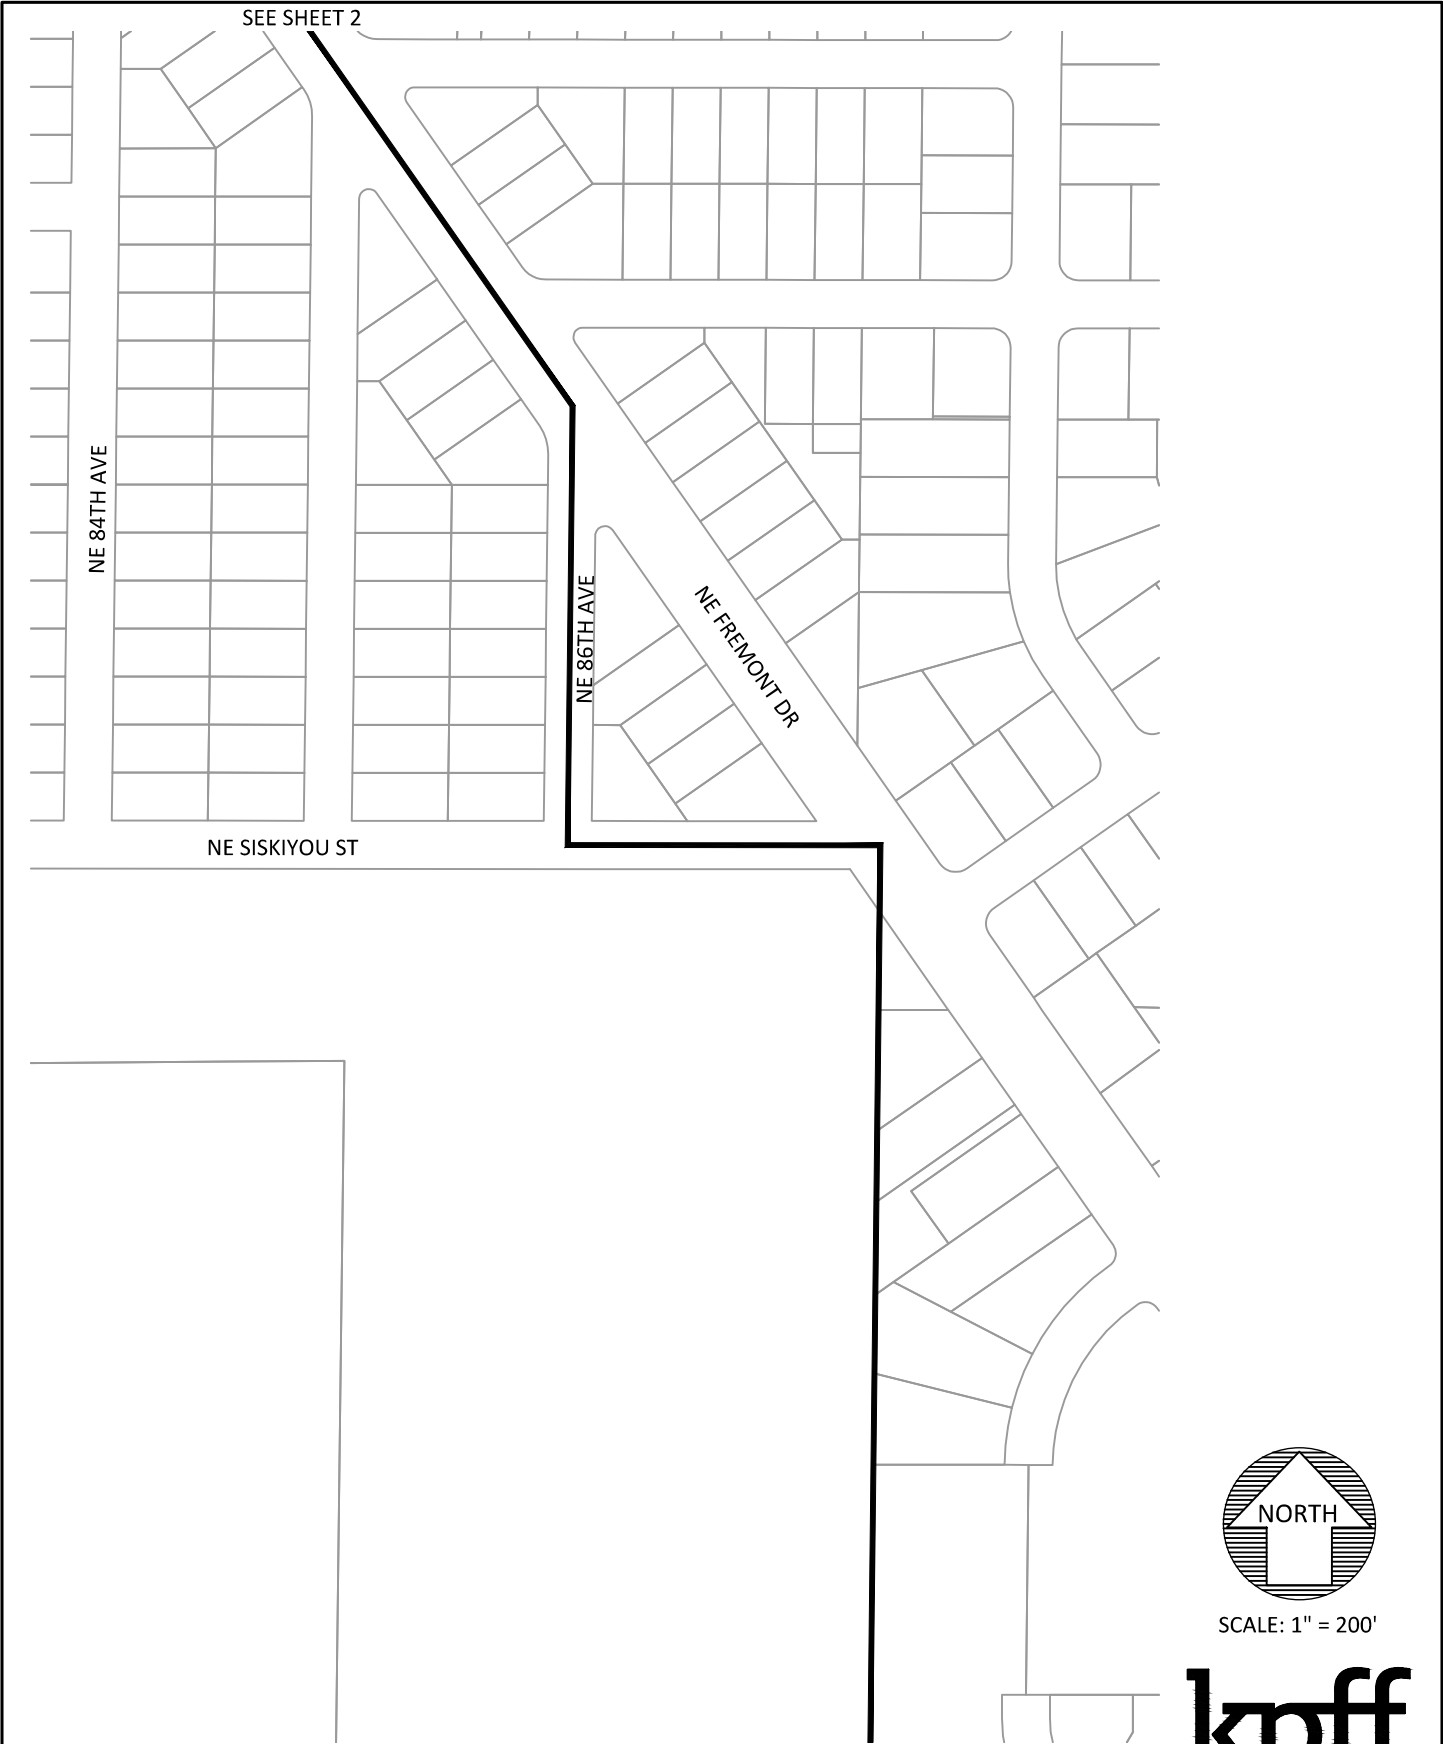 SEE SHEET 2
NE 84TH AVE
NE 86TH AVE
NE FREMONT DR
NE SISKIYOU ST
NORTH
SCALE: 1" = 200'
kpff